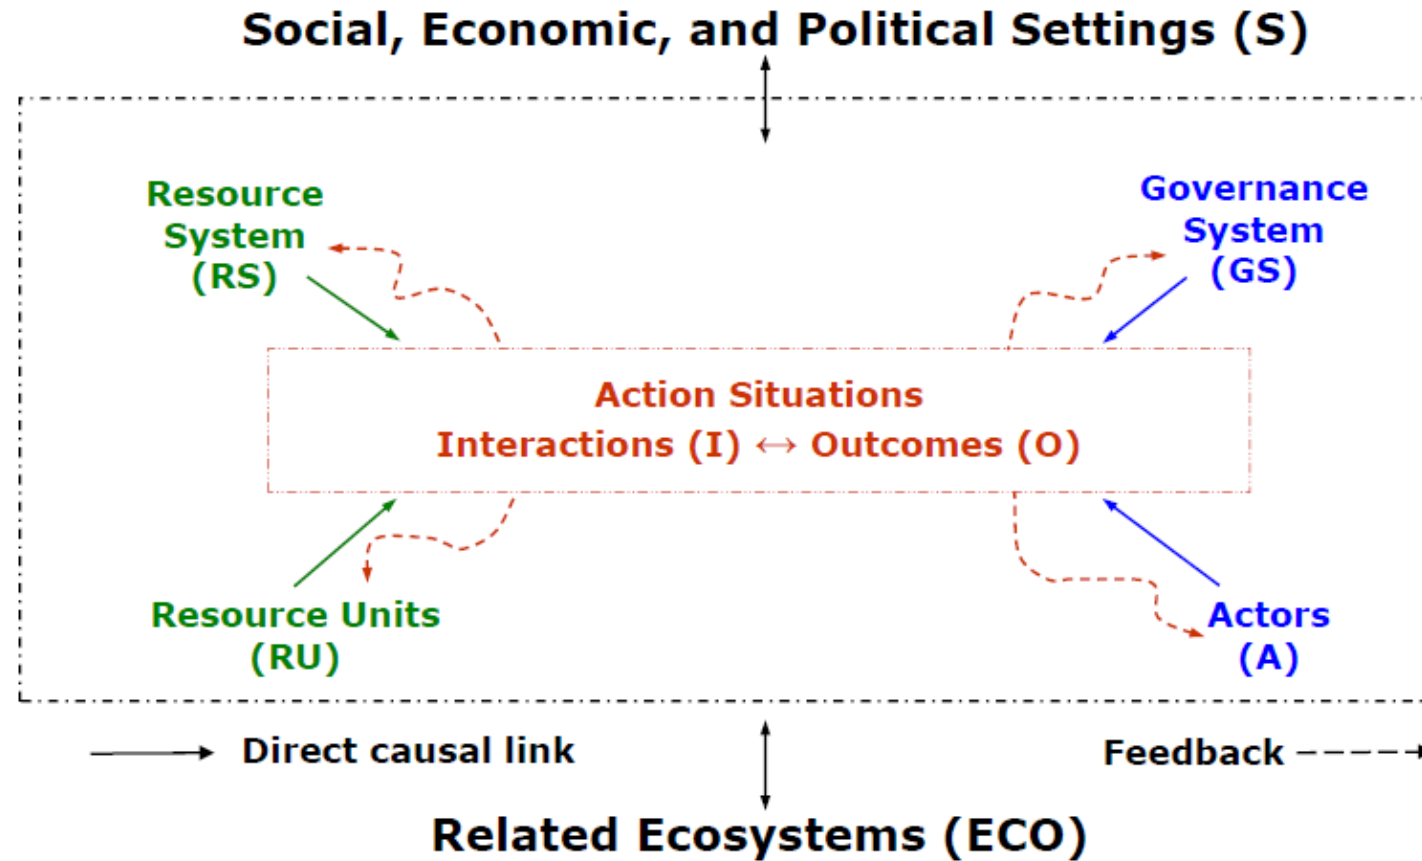 Social, Economic, and Political Settings (S)
Resource
System
(RS)
Governance
System
(GS)
Action Situations
Interactions (I) ↔ Outcomes (O)
Resource Units
(RU)
Actors
(A)
Direct causal link
Feedback
Related Ecosystems (ECO)